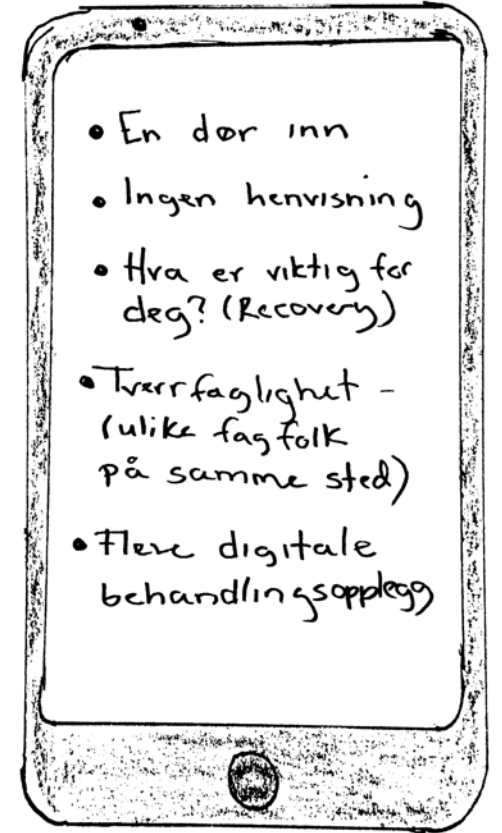 • En dør inn
• Ingen henvisning
• Hva er viktig for
deg? (Recovery)
• Tverrfaglighet -
(ulike fagfolk
på samme sted)
• Flere digitale
behandlingsopplegg